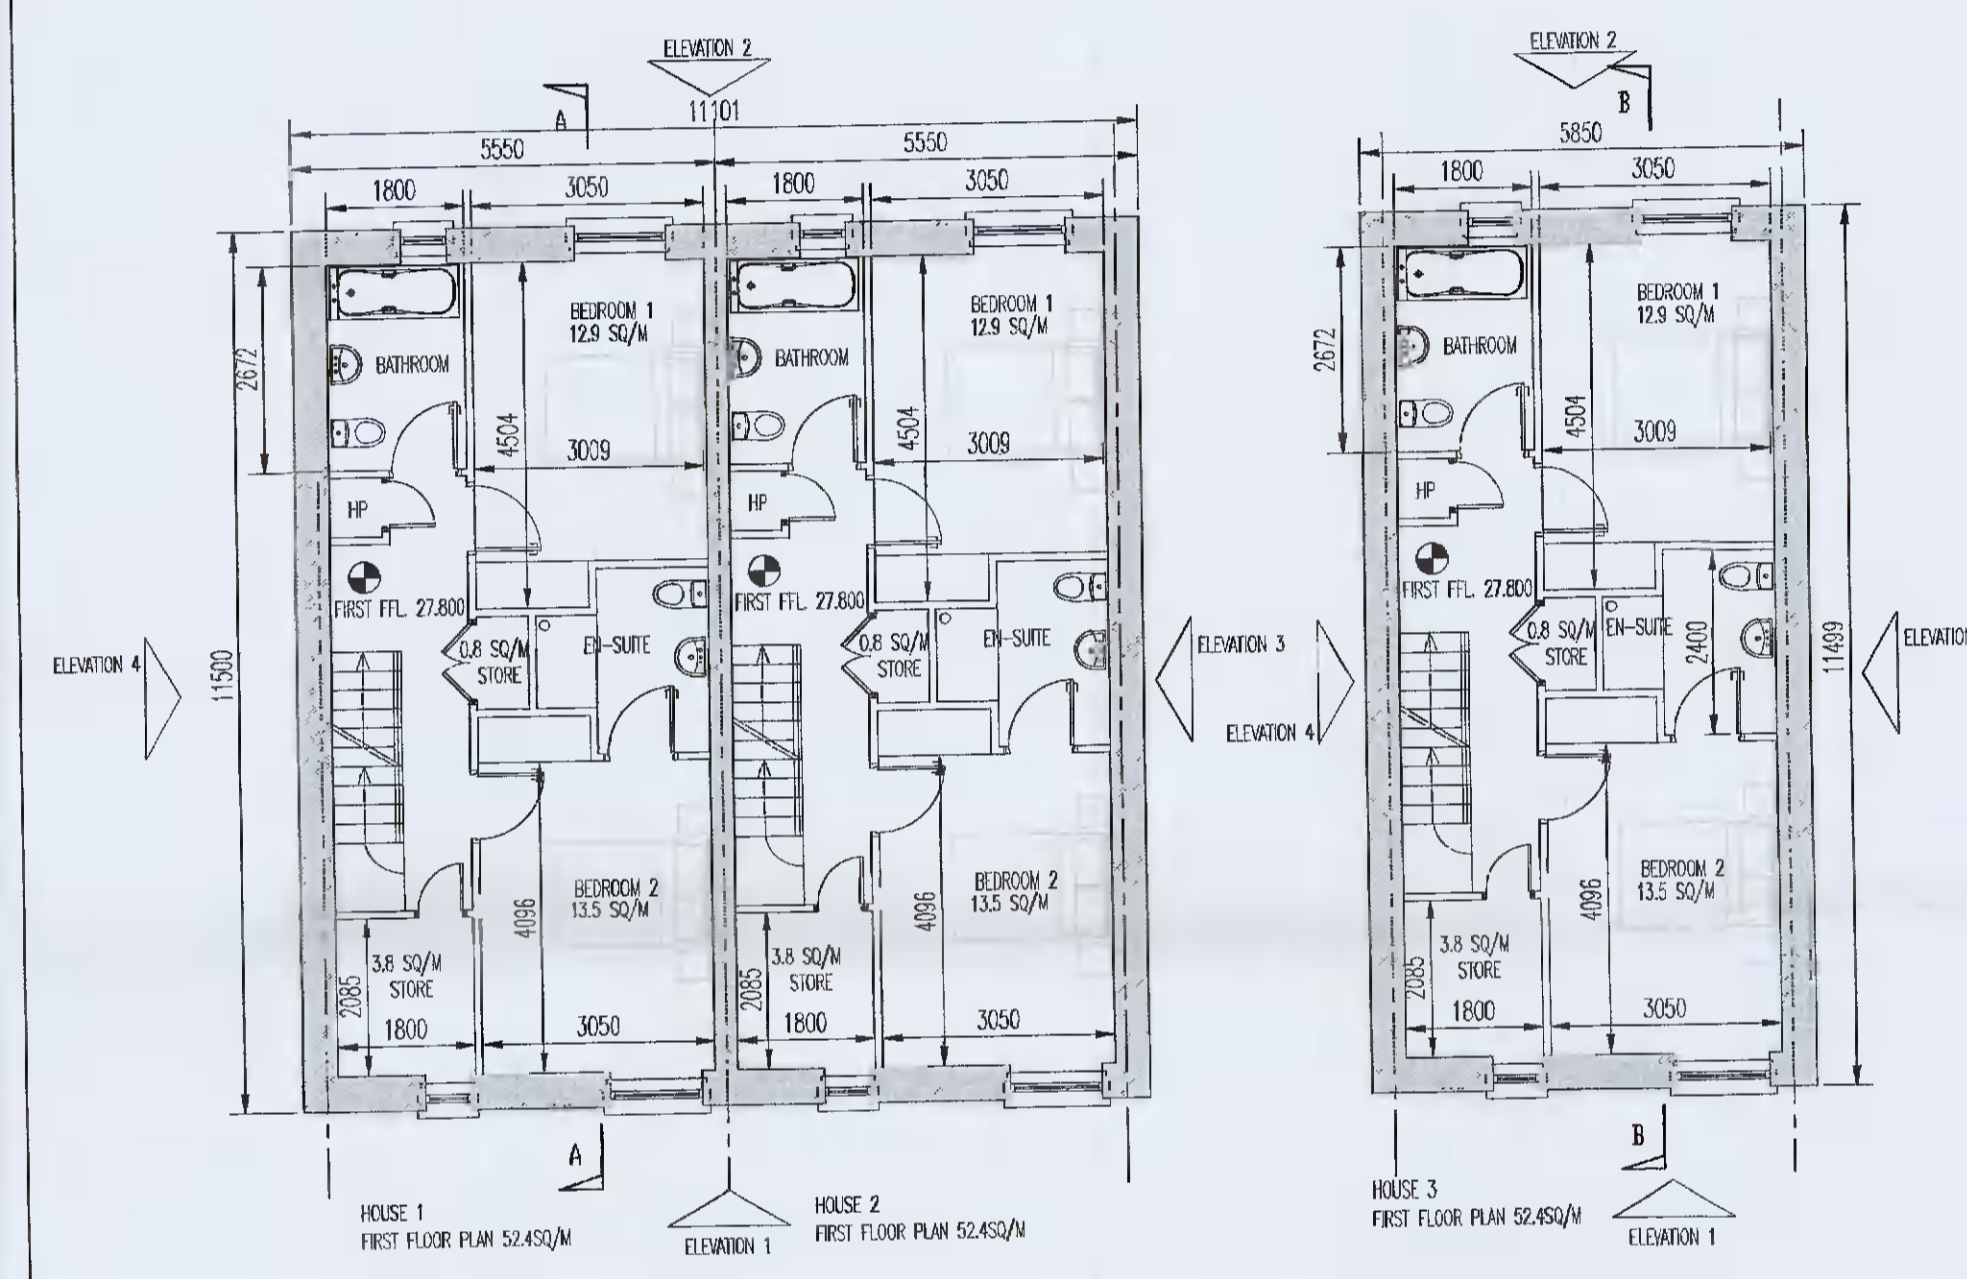 ELEVATION 2
A
11101
5550
5550
1800
3050
1800
3050
BEDROOM 1
12.9 SQ/M
BEDROOM 1
12.9 SQ/M
2672
BATHROOM
BATHROOM
4504
4504
3009
3009
HP
HP
FIRST FFL. 27.800
FIRST FFL. 27.800
0.8 SQ/M
STORE
EN-SUITE
0.8 SQ/M
STORE
EN-SUITE
ELEVATION 4
11500
ELEVATION 3
BEDROOM 2
13.5 SQ/M
BEDROOM 2
13.5 SQ/M
4096
4096
3.8 SQ/M
STORE
3.8 SQ/M
STORE
2085
2085
1800
3050
1800
3050
A
HOUSE 1
FIRST FLOOR PLAN 52.4SQ/M
ELEVATION 1
HOUSE 2
FIRST FLOOR PLAN 52.4SQ/M
ELEVATION 2
B
5850
1800
3050
BEDROOM 1
12.9 SQ/M
2672
BATHROOM
4504
3009
HP
FIRST FFL. 27.800
0.8 SQ/M
STORE
EN-SUITE
2400
11499
ELEVATION
ELEVATION 4
BEDROOM 2
13.5 SQ/M
4096
3.8 SQ/M
STORE
2085
1800
3050
B
HOUSE 3
FIRST FLOOR PLAN 52.4SQ/M
ELEVATION 1